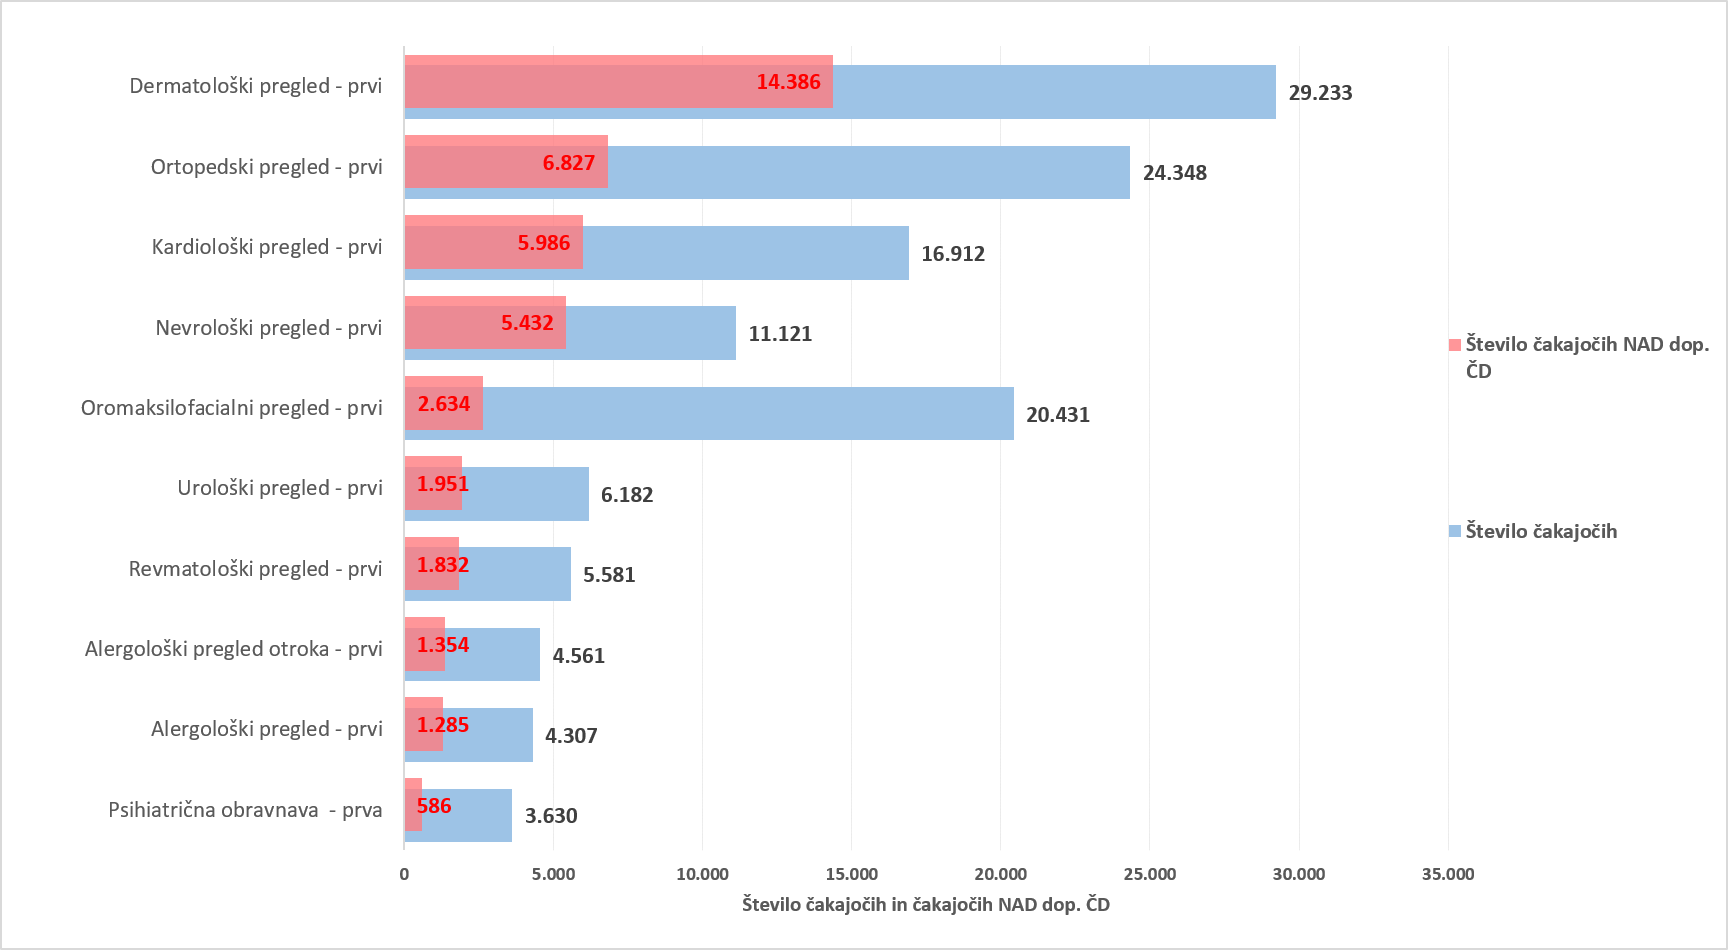 Dermatološki pregled - prvi
14.386
29.233
Ortopedski pregled - prvi
6.827
24.348
Kardiološki pregled - prvi
5.986
16.912
Nevrološki pregled - prvi
5.432
11.121
Oromaksilofacialni pregled - prvi
2.634
20.431
Urološki pregled - prvi
1.951
6.182
Revmatološki pregled - prvi
1.832
5.581
Alergološki pregled otroka - prvi
1.354
4.561
Alergološki pregled - prvi
1.285
4.307
Psihiatrična obravnava  - prva
586
3.630
0
5.000
10.000
15.000
20.000
25.000
30.000
35.000
Število čakajočih in čakajočih NAD dop. ČD
Število čakajočih NAD dop.
ČD
Število čakajočih